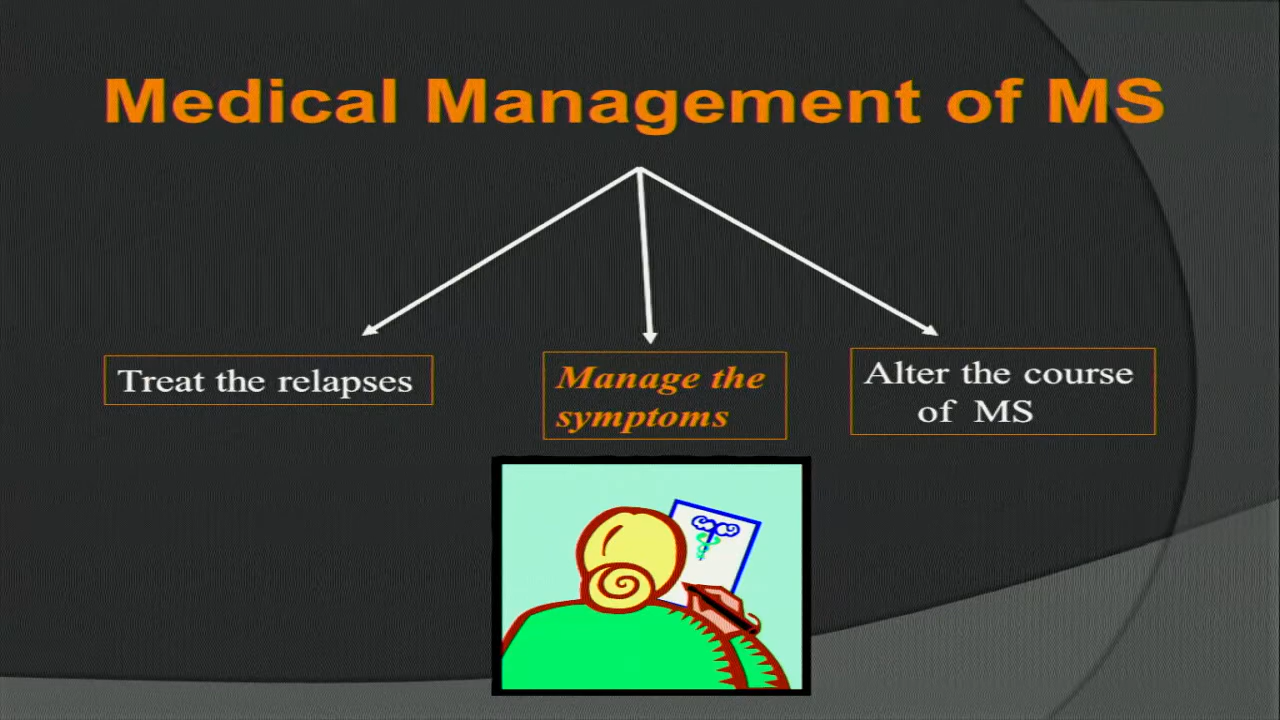 Medical Management of MS
Treat the relapses
Manage the
symptoms
Alter the course
of MS